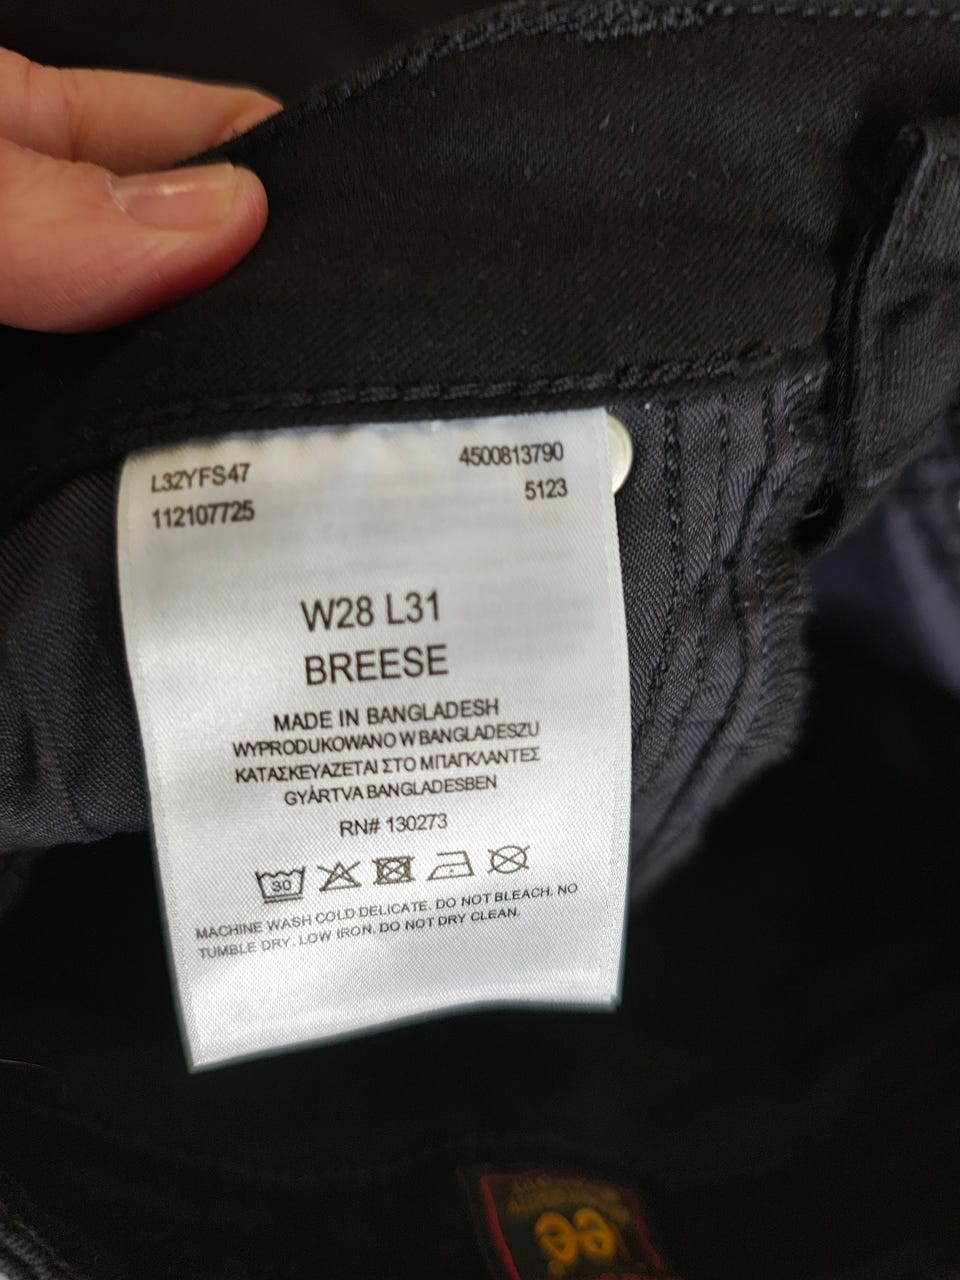 L32YFS47 4500813790
112107725 5123
W28 L31
BREESE
MADE IN BANGLADESH
WYPRODUKOWANO W BANGLADESZU
ΚΑΤΑΣΚΕΥΑΖΕΤΑΙ ΣΤΟ ΜΠΑΓΚΛΑΝΤΕΣ
GYÁRTVA BANGLADESBEN
RN# 130273
30
MACHINE WASH COLD DELICATE. DO NOT BLEACH. NO
TUMBLE DRY. LOW IRON. DO NOT DRY CLEAN.